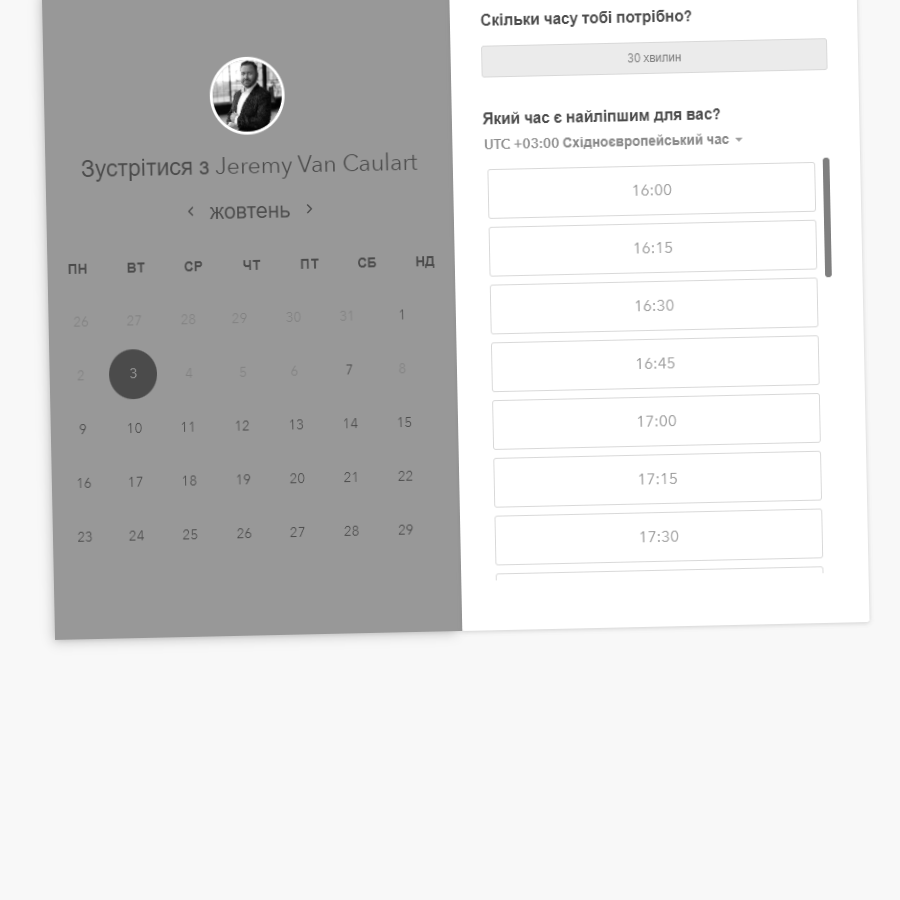 Зустрітися з Jeremy Van Caulart
‹ жовтень ›
ПН ВТ СР ЧТ ПТ СБ НД
26 27 28 29 30 31 1
2 3 4 5 6 7 8
9 10 11 12 13 14 15
16 17 18 19 20 21 22
23 24 25 26 27 28 29
Скільки часу тобі потрібно?
30 хвилин
Який час є найліпшим для вас?
UTC +03:00 Східноєвропейський час
16:00
16:15
16:30
16:45
17:00
17:15
17:30